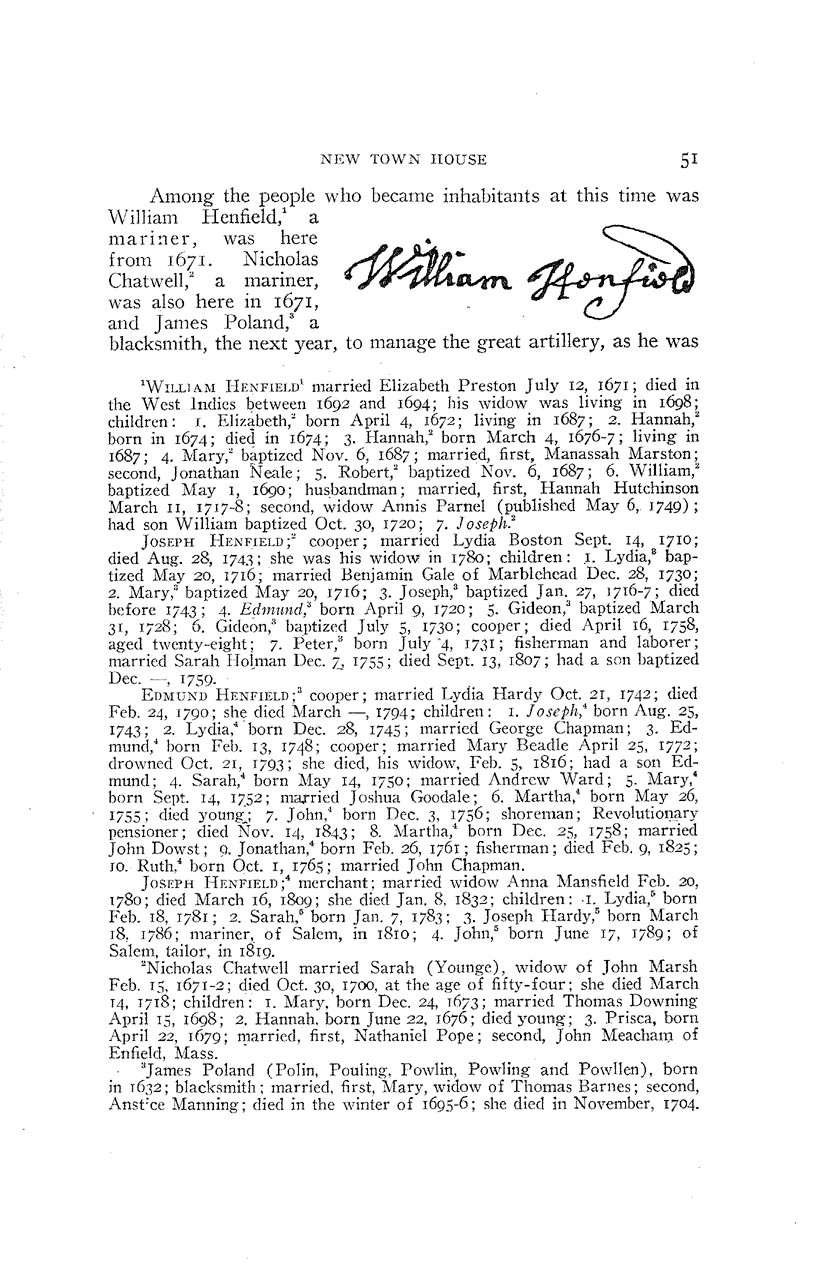 NEW TOWN HOUSE 51
Among the people who became inhabitants at this time was
William Henfield,¹ a
mariner, was here
from 1671. Nicholas
Chatwell,² a mariner,
was also here in 1671,
and James Poland,³ a
William Henfield
blacksmith, the next year, to manage the great artillery, as he was
¹WILLIAM HENFIELD¹ married Elizabeth Preston July 12, 1671; died in
the West Indies between 1692 and 1694; his widow was living in 1698;
children: 1. Elizabeth,² born April 4, 1672; living in 1687; 2. Hannah,²
born in 1674; died in 1674; 3. Hannah,² born March 4, 1676-7; living in
1687; 4. Mary,² baptized Nov. 6, 1687; married, first, Manassah Marston;
second, Jonathan Neale; 5. Robert,² baptized Nov. 6, 1687; 6. William,²
baptized May 1, 1690; husbandman; married, first, Hannah Hutchinson
March 11, 1717-8; second, widow Annis Parnel (published May 6, 1749);
had son William baptized Oct. 30, 1720; 7. Joseph.²
JOSEPH HENFIELD;² cooper; married Lydia Boston Sept. 14, 1710;
died Aug. 28, 1743; she was his widow in 1780; children: 1. Lydia,³ bap-
tized May 20, 1716; married Benjamin Gale of Marblehead Dec. 28, 1730;
2. Mary,³ baptized May 20, 1716; 3. Joseph,³ baptized Jan. 27, 1716-7; died
before 1743; 4. Edmund,³ born April 9, 1720; 5. Gideon,³ baptized March
31, 1728; 6. Gideon,³ baptized July 5, 1730; cooper; died April 16, 1758,
aged twenty-eight; 7. Peter,³ born July 4, 1731; fisherman and laborer;
married Sarah Holman Dec. 7, 1755; died Sept. 13, 1807; had a son baptized
Dec. —, 1759.
EDMUND HENFIELD;³ cooper; married Lydia Hardy Oct. 21, 1742; died
Feb. 24, 1790; she died March —, 1794; children: 1. Joseph,⁴ born Aug. 25,
1743; 2. Lydia,⁴ born Dec. 28, 1745; married George Chapman; 3. Ed-
mund,⁴ born Feb. 13, 1748; cooper; married Mary Beadle April 25, 1772;
drowned Oct. 21, 1793; she died, his widow, Feb. 5, 1816; had a son Ed-
mund; 4. Sarah,⁴ born May 14, 1750; married Andrew Ward; 5. Mary,⁴
born Sept. 14, 1752; married Joshua Goodale; 6. Martha,⁴ born May 26,
1755; died young; 7. John,⁴ born Dec. 3, 1756; shoreman; Revolutionary
pensioner; died Nov. 14, 1843; 8. Martha,⁴ born Dec. 25, 1758; married
John Dowst; 9. Jonathan,⁴ born Feb. 26, 1761; fisherman; died Feb. 9, 1825;
10. Ruth,⁴ born Oct. 1, 1765; married John Chapman.
JOSEPH HENFIELD;⁴ merchant; married widow Anna Mansfield Feb. 20,
1780; died March 16, 1809; she died Jan. 8, 1832; children: 1. Lydia,⁵ born
Feb. 18, 1781; 2. Sarah,⁵ born Jan. 7, 1783; 3. Joseph Hardy,⁵ born March
18, 1786; mariner, of Salem, in 1810; 4. John,⁵ born June 17, 1789; of
Salem, tailor, in 1819.
²Nicholas Chatwell married Sarah (Younge), widow of John Marsh
Feb. 15, 1671-2; died Oct. 30, 1700, at the age of fifty-four; she died March
14, 1718; children: 1. Mary, born Dec. 24, 1673; married Thomas Downing
April 15, 1698; 2. Hannah, born June 22, 1676; died young; 3. Prisca, born
April 22, 1679; married, first, Nathaniel Pope; second, John Meacham of
Enfield, Mass.
³James Poland (Polin, Pouling, Powlin, Powling and Powllen), born
in 1632; blacksmith; married, first, Mary, widow of Thomas Barnes; second,
Anstice Manning; died in the winter of 1695-6; she died in November, 1704.